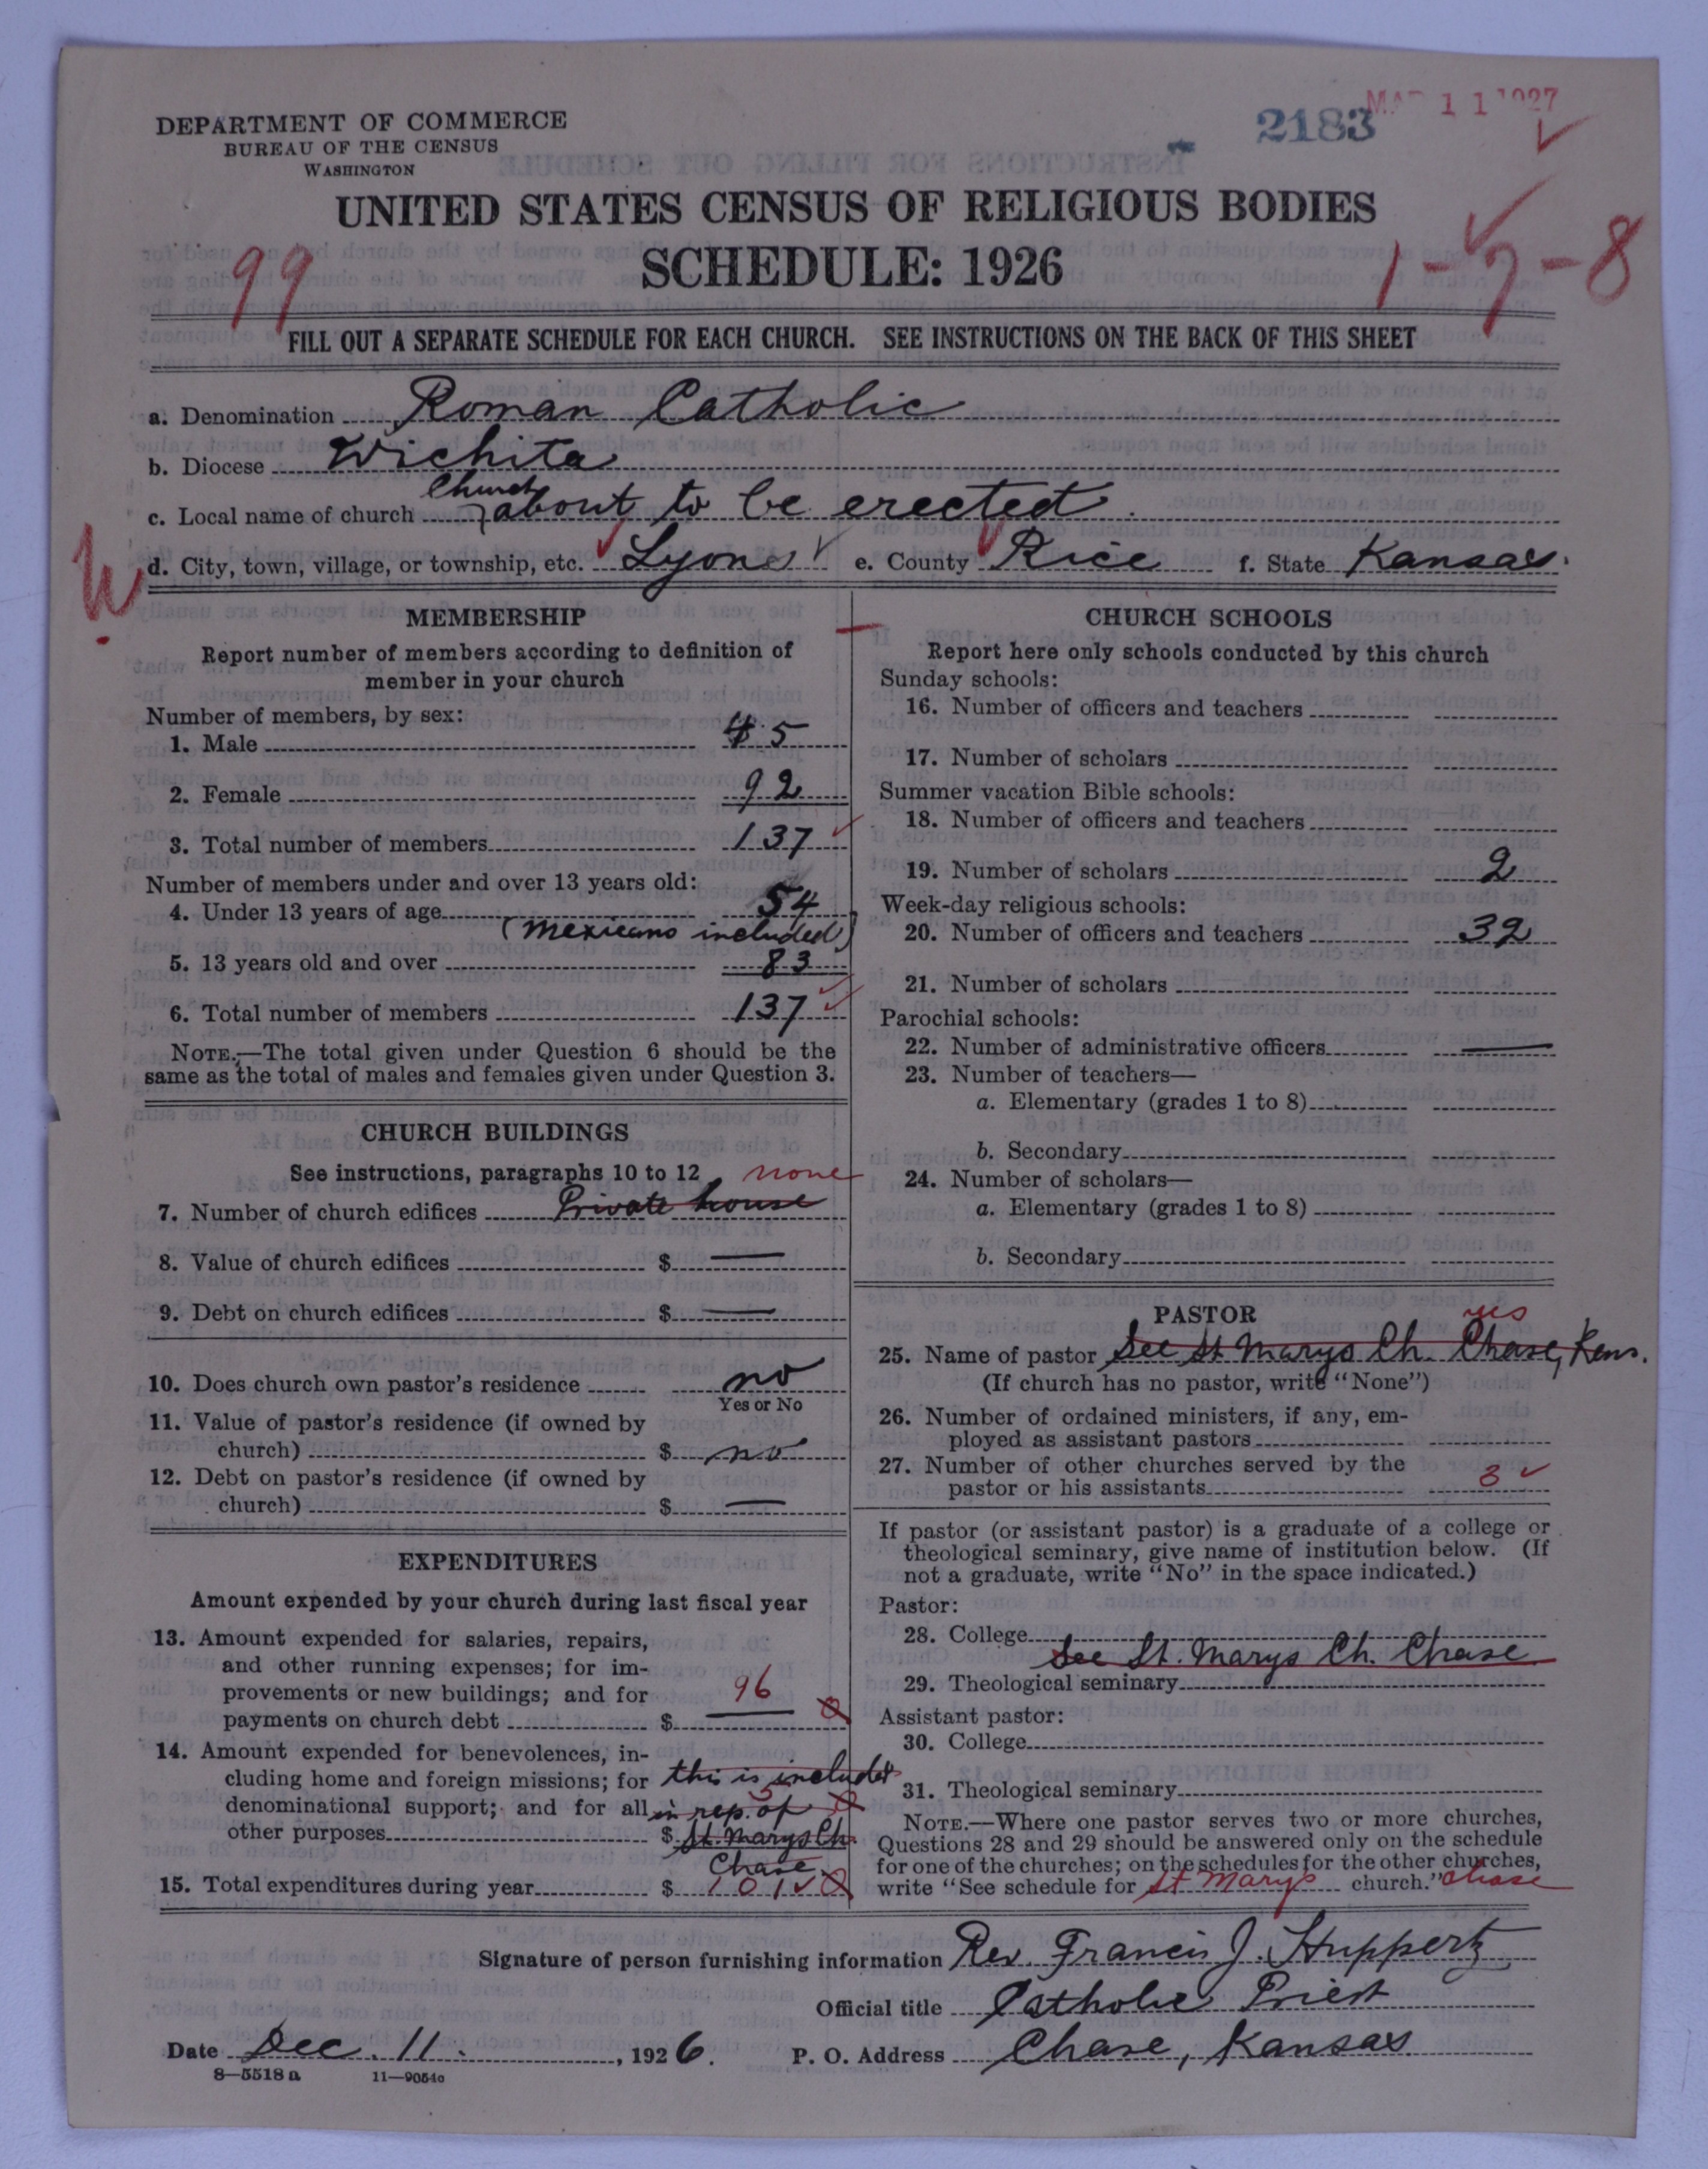 DEPARTMENT OF COMMERCE
BUREAU OF THE CENSUS
WASHINGTON
2183
MAR 11 1927
UNITED STATES CENSUS OF RELIGIOUS BODIES
SCHEDULE: 1926
99
1-7-8
FILL OUT A SEPARATE SCHEDULE FOR EACH CHURCH. SEE INSTRUCTIONS ON THE BACK OF THIS SHEET
a. Denomination Roman Catholic
b. Diocese Wichita
c. Local name of church Church about to be erected.
W
d. City, town, village, or township, etc. Lyons e. County Rice f. State Kansas.
MEMBERSHIP
Report number of members according to definition of
member in your church
Number of members, by sex:
1. Male 45
2. Female 92
3. Total number of members 137
Number of members under and over 13 years old:
4. Under 13 years of age 54
(Mexicans included)
5. 13 years old and over 83
6. Total number of members 137
NOTE.—The total given under Question 6 should be the
same as the total of males and females given under Question 3.
CHURCH BUILDINGS
See instructions, paragraphs 10 to 12 none
7. Number of church edifices Private house
8. Value of church edifices $ —
9. Debt on church edifices $ —
10. Does church own pastor's residence no
Yes or No
11. Value of pastor's residence (if owned by
church) $ no
12. Debt on pastor's residence (if owned by
church) $ —
EXPENDITURES
Amount expended by your church during last fiscal year
13. Amount expended for salaries, repairs,
and other running expenses; for im-
provements or new buildings; and for 96
payments on church debt $ —
14. Amount expended for benevolences, in-
cluding home and foreign missions; for this is included
denominational support; and for all in rep. of 5
other purposes $ St. Marys Ch.
Chase.
15. Total expenditures during year $ 101
CHURCH SCHOOLS
Report here only schools conducted by this church
Sunday schools:
16. Number of officers and teachers
17. Number of scholars
Summer vacation Bible schools:
18. Number of officers and teachers
19. Number of scholars 2
Week-day religious schools:
20. Number of officers and teachers 32
21. Number of scholars
Parochial schools:
22. Number of administrative officers —
23. Number of teachers—
a. Elementary (grades 1 to 8)
b. Secondary
24. Number of scholars—
a. Elementary (grades 1 to 8)
b. Secondary
PASTOR yes
25. Name of pastor See St Marys Ch. Chase, Kans.
(If church has no pastor, write "None")
26. Number of ordained ministers, if any, em-
ployed as assistant pastors
27. Number of other churches served by the
pastor or his assistants 3
If pastor (or assistant pastor) is a graduate of a college or
theological seminary, give name of institution below. (If
not a graduate, write "No" in the space indicated.)
Pastor:
28. College
See St. Marys Ch. Chase
29. Theological seminary
Assistant pastor:
30. College
31. Theological seminary
NOTE.—Where one pastor serves two or more churches,
Questions 28 and 29 should be answered only on the schedule
for one of the churches; on the schedules for the other churches,
write "See schedule for St Marys church." Chase
Signature of person furnishing information Rev. Francis J. Huppertz
Official title Catholic Priest
Date Dec. 11., 1926. P. O. Address Chase, Kansas
8—5518 a 11—9054a